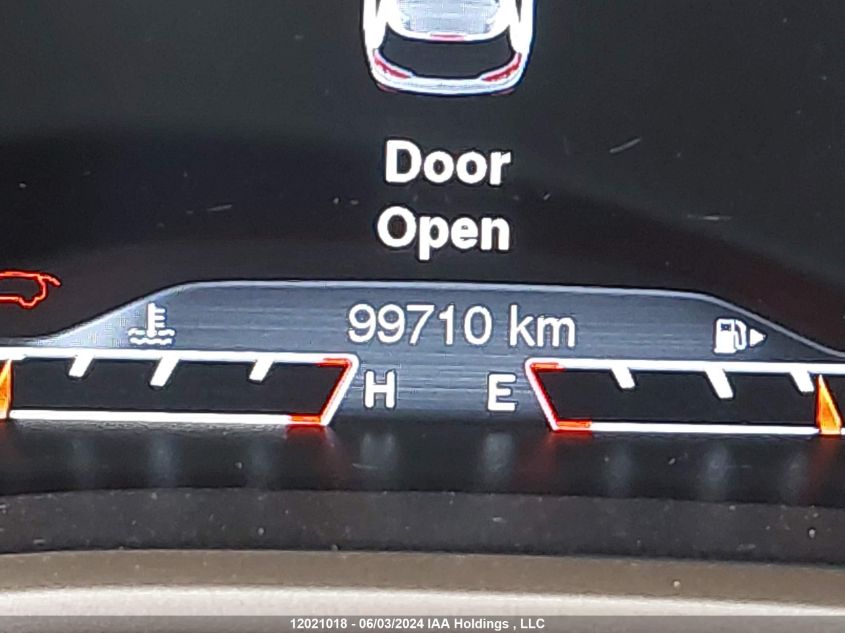 Door
Open
99710 km
H E
12021018 - 06/03/2024 IAA Holdings , LLC